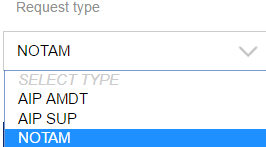 Request type
NOTAM
SELECT TYPE
AIP AMDT
AIP SUP
NOTAM